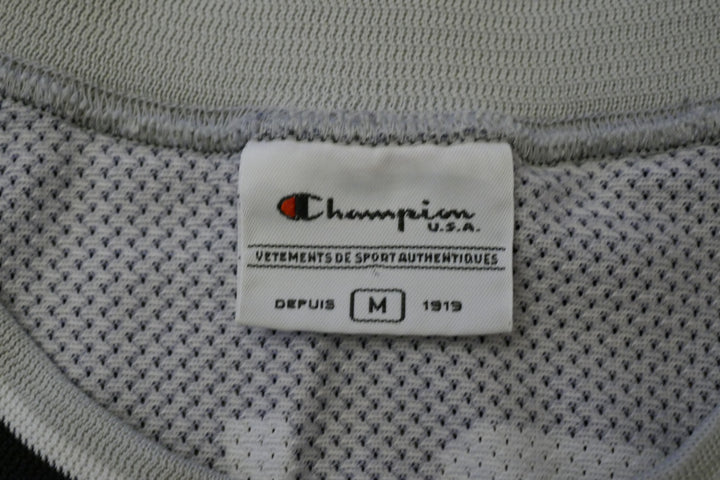 Champion
U.S.A.
VETEMENTS DE SPORT AUTHENTIQUES
DEPUIS M 1919